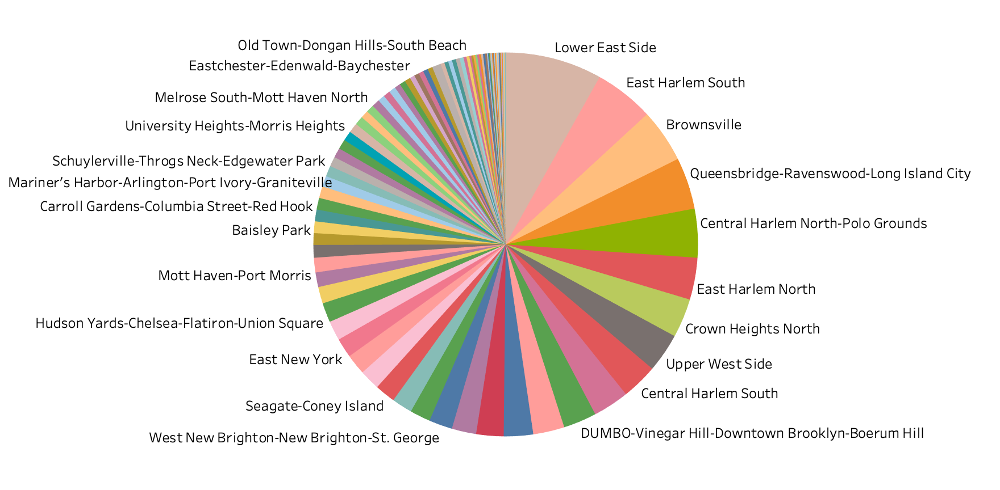 Old Town-Dongan Hills-South Beach
Lower East Side
Eastchester-Edenwald-Baychester
East Harlem South
Melrose South-Mott Haven North
Brownsville
University Heights-Morris Heights
Schuylerville-Throgs Neck-Edgewater Park
Queensbridge-Ravenswood-Long Island City
Mariner’s Harbor-Arlington-Port Ivory-Graniteville
Carroll Gardens-Columbia Street-Red Hook
Central Harlem North-Polo Grounds
Baisley Park
Mott Haven-Port Morris
East Harlem North
Hudson Yards-Chelsea-Flatiron-Union Square
Crown Heights North
East New York
Upper West Side
Central Harlem South
Seagate-Coney Island
DUMBO-Vinegar Hill-Downtown Brooklyn-Boerum Hill
West New Brighton-New Brighton-St. George